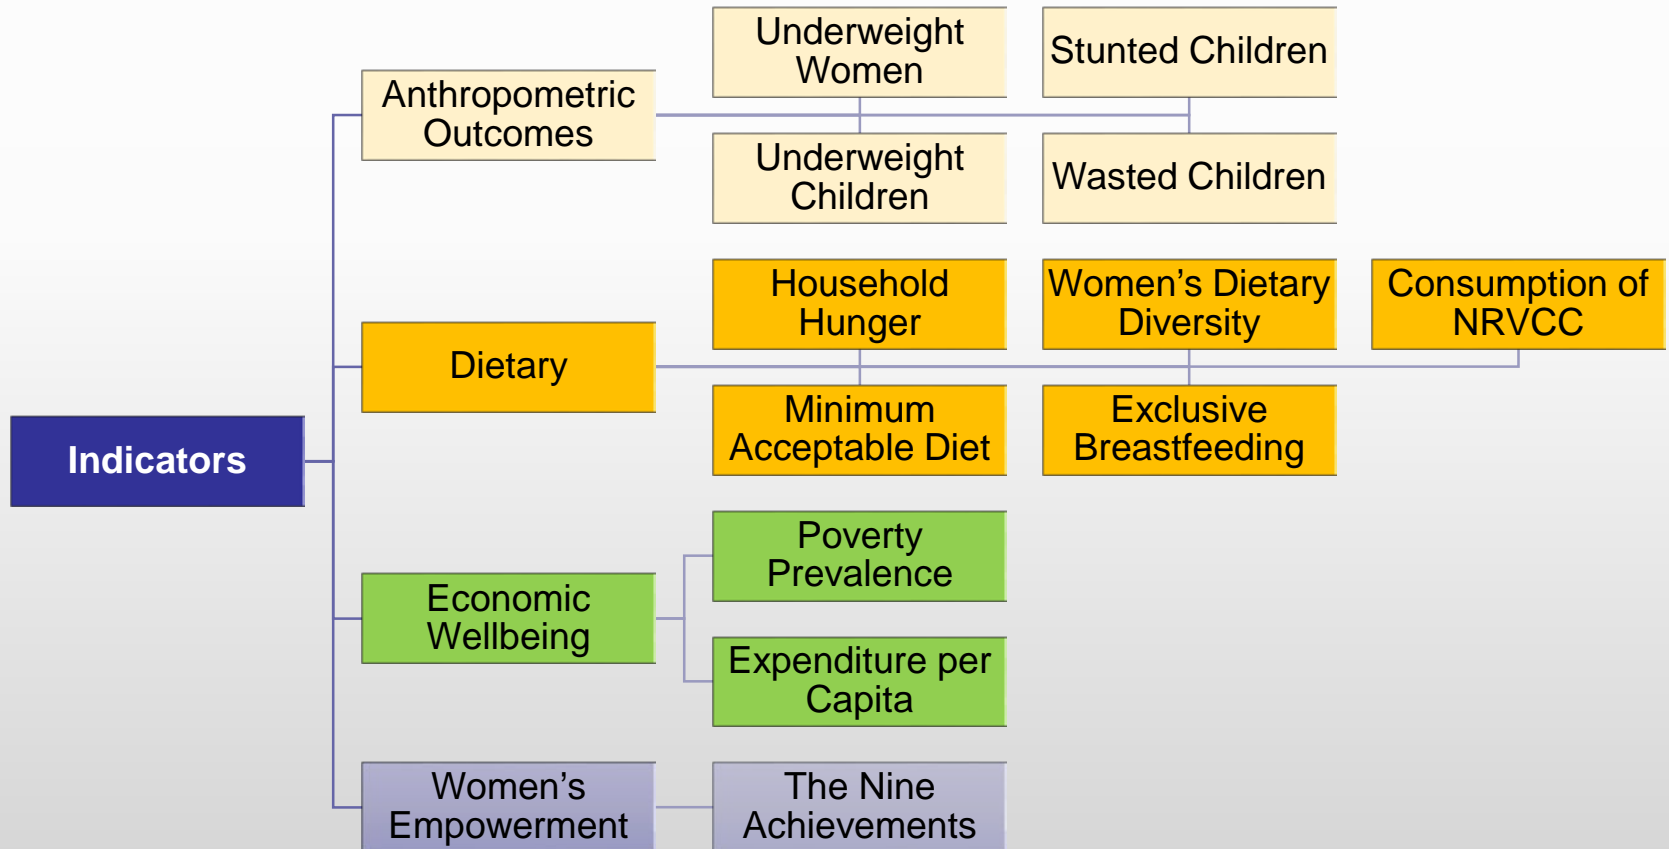 Indicators
Anthropometric
Outcomes
Underweight
Women
Stunted Children
Underweight
Children
Wasted Children
Dietary
Household
Hunger
Women’s Dietary
Diversity
Consumption of
NRVCC
Minimum
Acceptable Diet
Exclusive
Breastfeeding
Economic
Wellbeing
Poverty
Prevalence
Expenditure per
Capita
Women’s
Empowerment
The Nine
Achievements